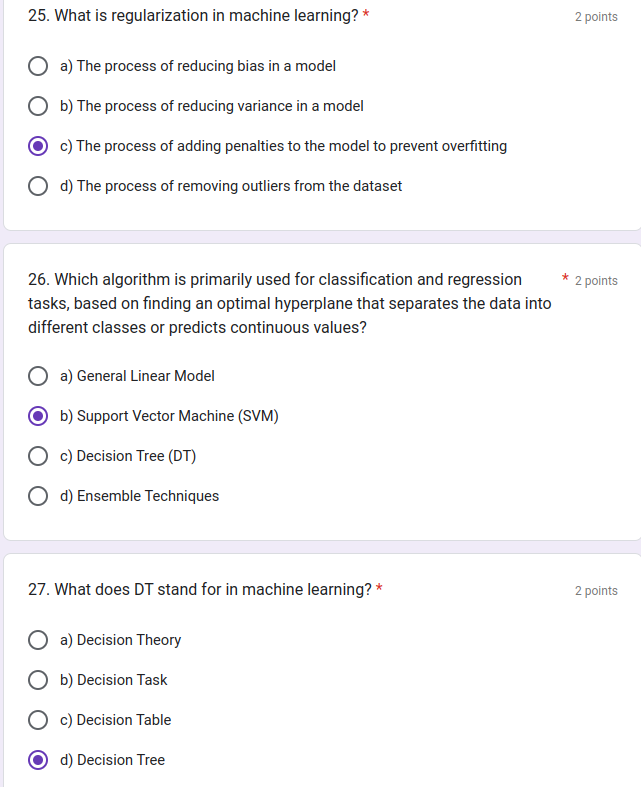 25. What is regularization in machine learning? * 2 points
a) The process of reducing bias in a model
b) The process of reducing variance in a model
c) The process of adding penalties to the model to prevent overfitting
d) The process of removing outliers from the dataset
26. Which algorithm is primarily used for classification and regression * 2 points
tasks, based on finding an optimal hyperplane that separates the data into
different classes or predicts continuous values?
a) General Linear Model
b) Support Vector Machine (SVM)
c) Decision Tree (DT)
d) Ensemble Techniques
27. What does DT stand for in machine learning? * 2 points
a) Decision Theory
b) Decision Task
c) Decision Table
d) Decision Tree